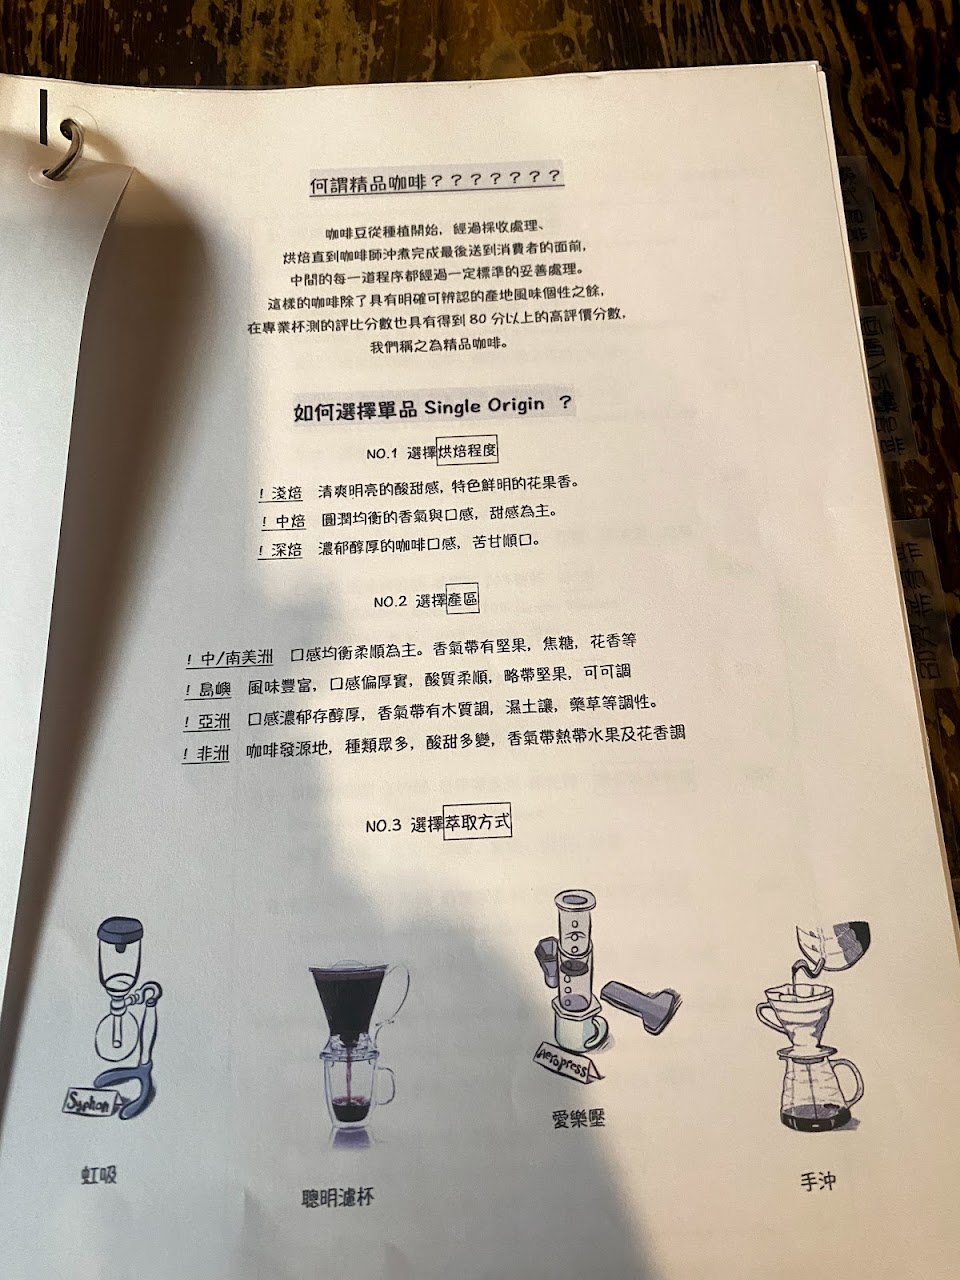 何謂精品咖啡？？？？？？？
咖啡豆從種植開始，經過採收處理、
烘焙直到咖啡師沖煮完成最後送到消費者的面前，
中間的每一道程序都經過一定標準的妥善處理。
這樣的咖啡除了具有明確可辨認的產地風味個性之餘，
在專業杯測的評比分數也具有得到 80 分以上的高評價分數，
我們稱之為精品咖啡。
如何選擇單品 Single Origin ？
NO.1 選擇烘焙程度
! 淺焙 清爽明亮的酸甜感，特色鮮明的花果香。
! 中焙 圓潤均衡的香氣與口感，甜感為主。
! 深焙 濃郁醇厚的咖啡口感，苦甘順口。
NO.2 選擇產區
! 中/南美洲 口感均衡柔順為主。香氣帶有堅果，焦糖，花香等
! 島嶼 風味豐富，口感偏厚實，酸質柔順，略帶堅果，可可調
! 亞洲 口感濃郁存醇厚，香氣帶有木質調，濕土讓，藥草等調性。
! 非洲 咖啡發源地，種類眾多，酸甜多變，香氣帶熱帶水果及花香調
NO.3 選擇萃取方式
Syphon
Aeropress
虹吸
聰明濾杯
愛樂壓
手沖